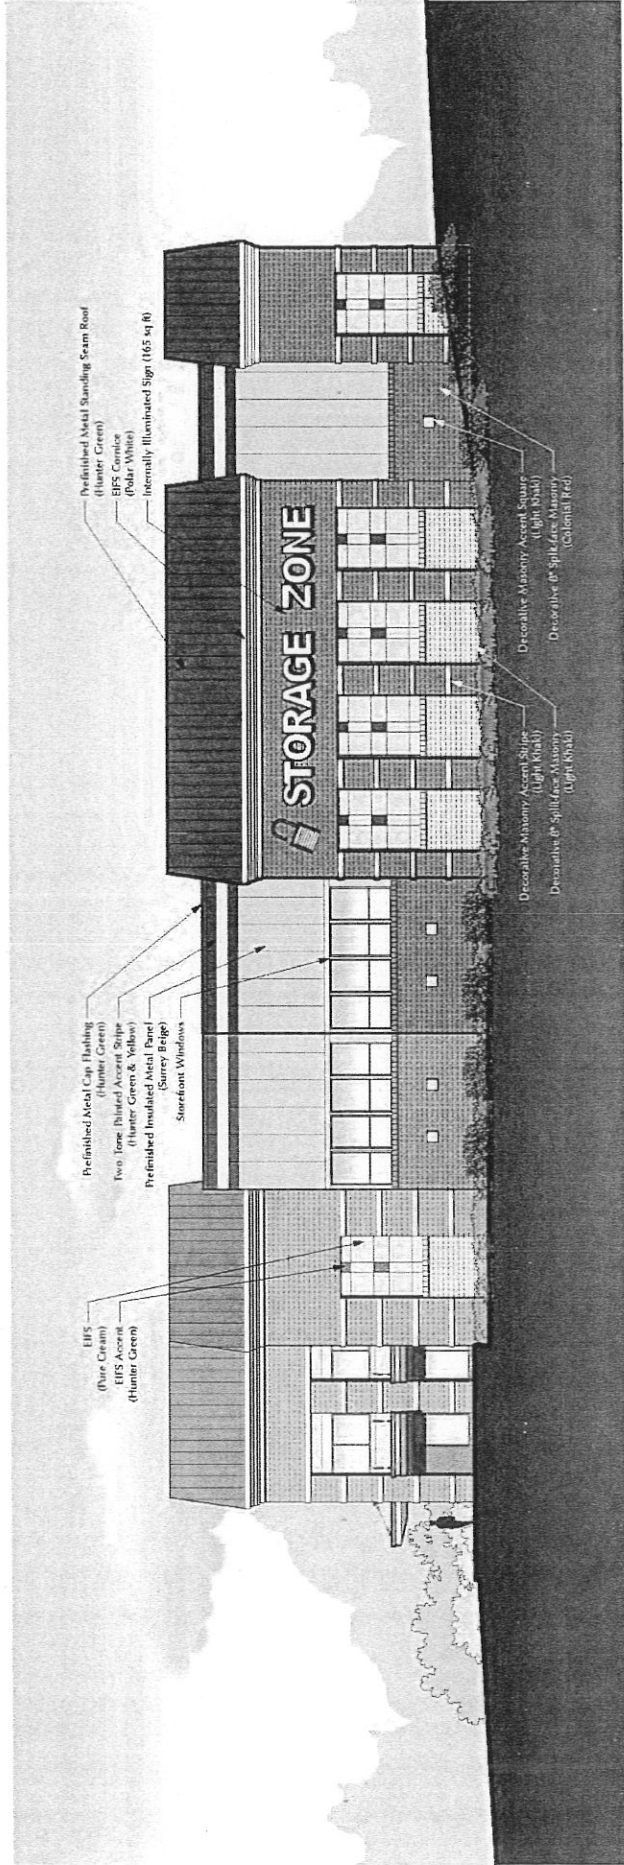 EIFS
(Pure Cream)
EIFS Accent
(Hunter Green)
Prefinished Metal Cap Flashing
(Hunter Green)
Two Tone Painted Accent Stripe
(Hunter Green & Yellow)
Prefinished Insulated Metal Panel
(Surrey Beige)
Storefront Windows
Prefinished Metal Standing Seam Roof
(Hunter Green)
EIFS Cornice
(Polar White)
Internally Illuminated Sign (165 sq ft)
STORAGE ZONE
Decorative Masonry Accent Stripe
(Light Khaki)
Decorative 8" Splitface Masonry
(Light Khaki)
Decorative Masonry Accent Square
(Light Khaki)
Decorative 8" Splitface Masonry
(Colonial Red)